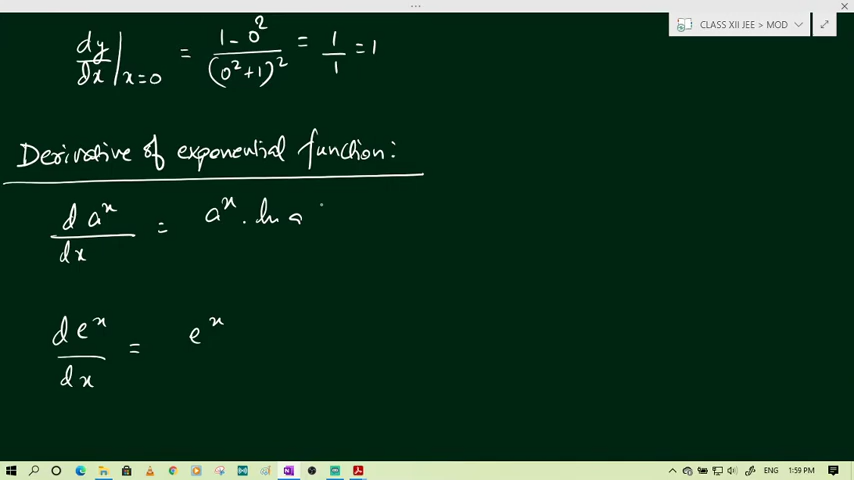 CLASS XII JEE > MOD
dy/dx|x=0 = 1-0²/(0²+1)² = 1/1 = 1
Derivative of exponential function:
d aˣ/dx = aˣ . ln a
d eˣ/dx = eˣ
ENG 1:59 PM